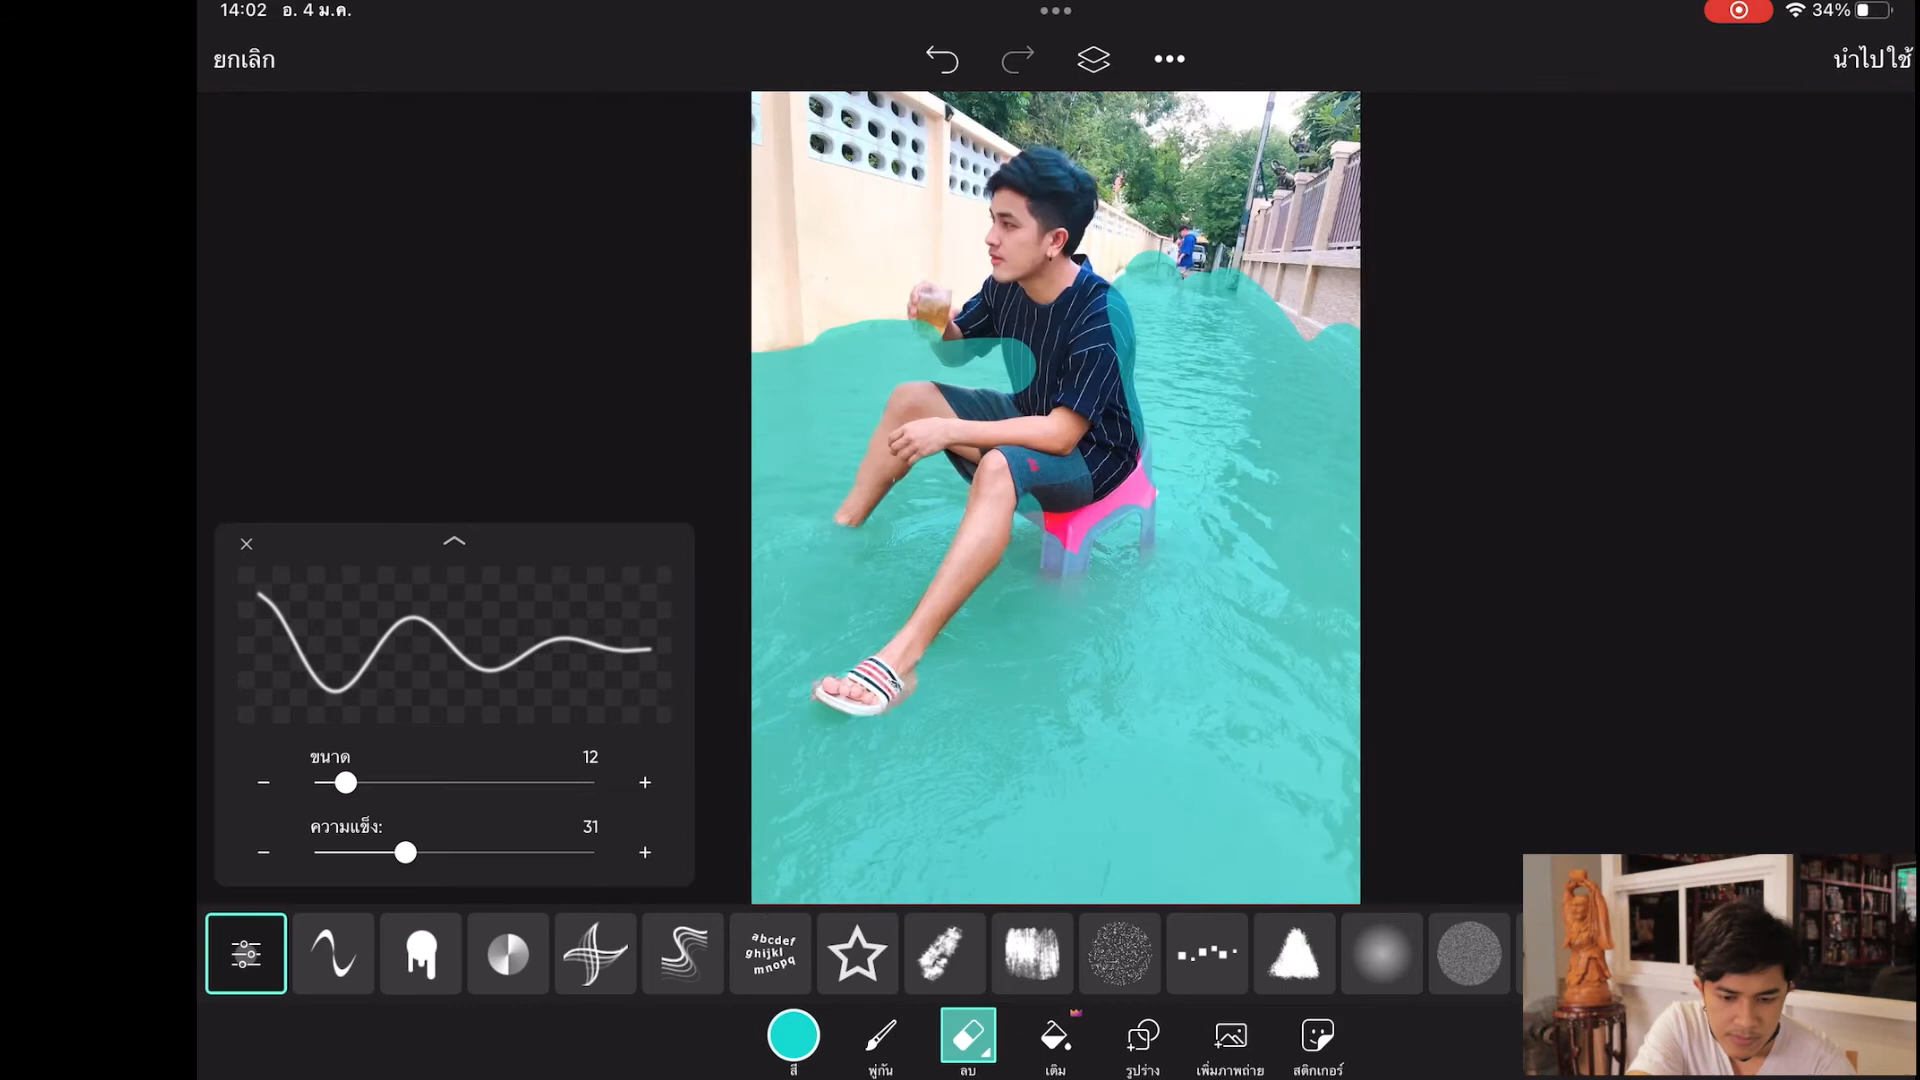 14:02 อ. 4 ม.ค.
34%
ยกเลิก
นำไปใช้
ขนาด 12
ความแข็ง: 31
abcdef
ghijkl
mnopq
สี
พู่กัน
ลบ
เติม
รูปร่าง
เพิ่มภาพถ่าย
สติกเกอร์